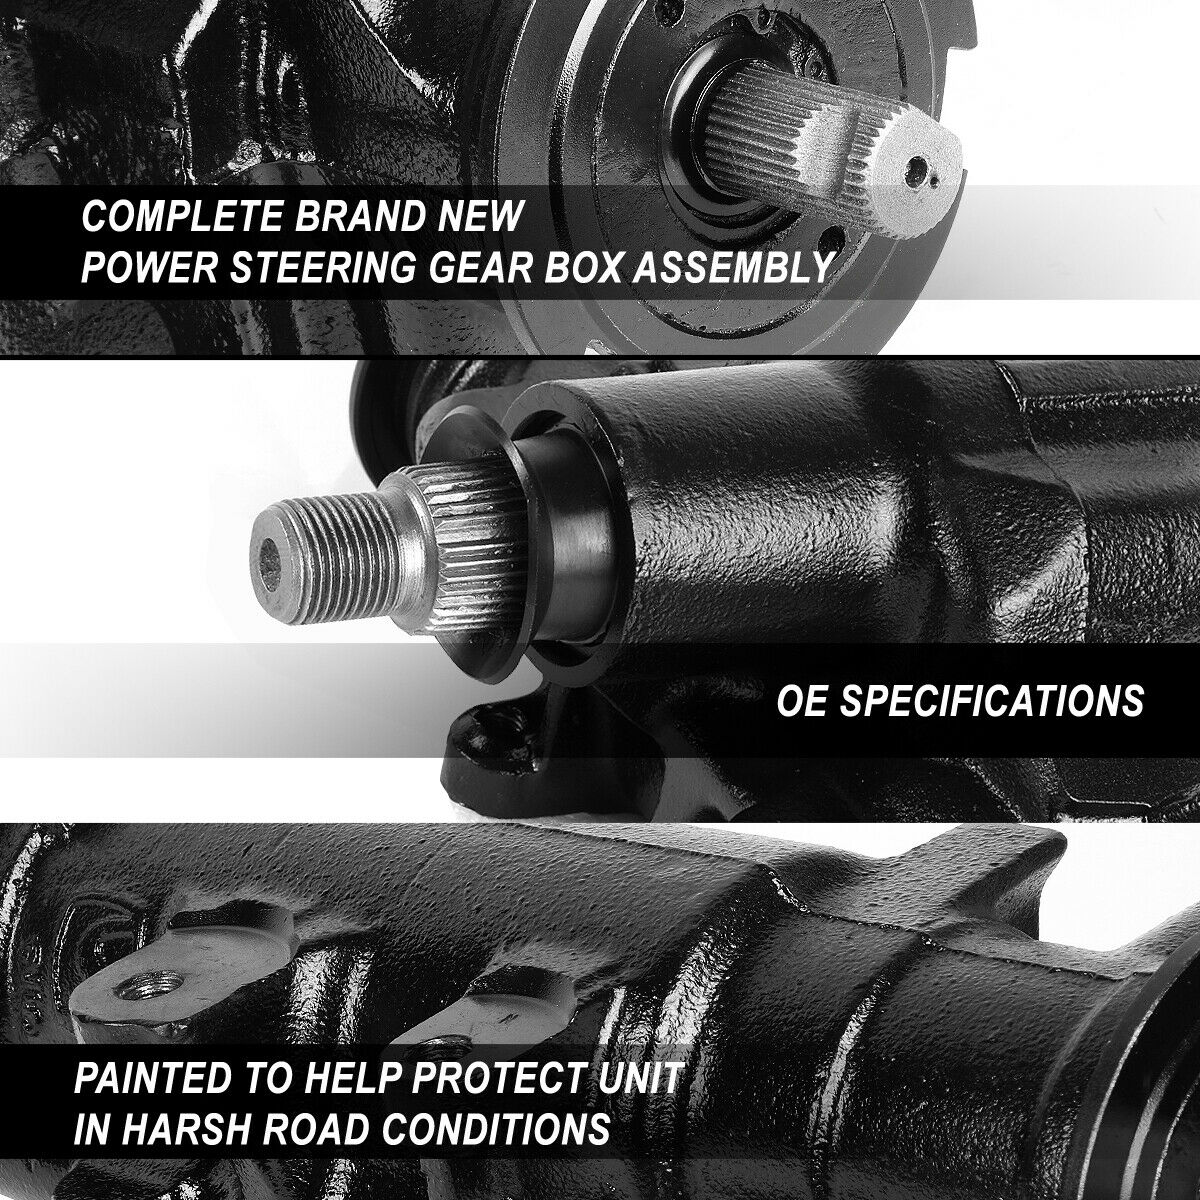 COMPLETE BRAND NEW
POWER STEERING GEAR BOX ASSEMBLY
OE SPECIFICATIONS
PAINTED TO HELP PROTECT UNIT
IN HARSH ROAD CONDITIONS